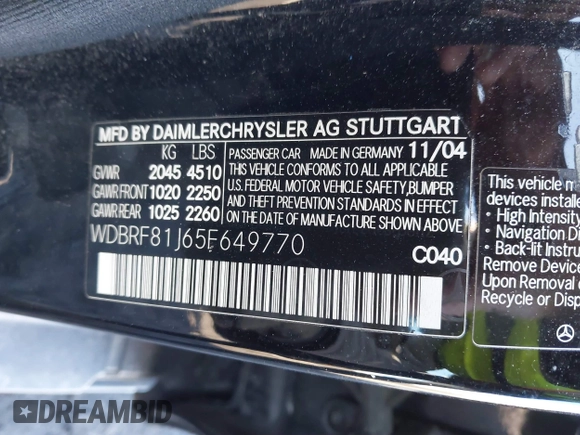 MFD BY DAIMLERCHRYSLER AG STUTTGART
KG LBS
GVWR 2045 4510
GAWR FRONT 1020 2250
GAWR REAR 1025 2260
PASSENGER CAR MADE IN GERMANY 11/04
THIS VEHICLE CONFORMS TO ALL APPLICABLE
U.S. FEDERAL MOTOR VEHICLE SAFETY, BUMPER
AND THEFT PREVENTION STANDARDS IN EFFECT
ON THE DATE OF MANUFACTURE SHOWN ABOVE
WDBRF81J65F649770
C040
This vehicle m
devices installe
• High Intensity
• Navigation Di
• Back-lit Instru
Remove Device
Upon Removal
Recycle or Dispo
DREAMBID